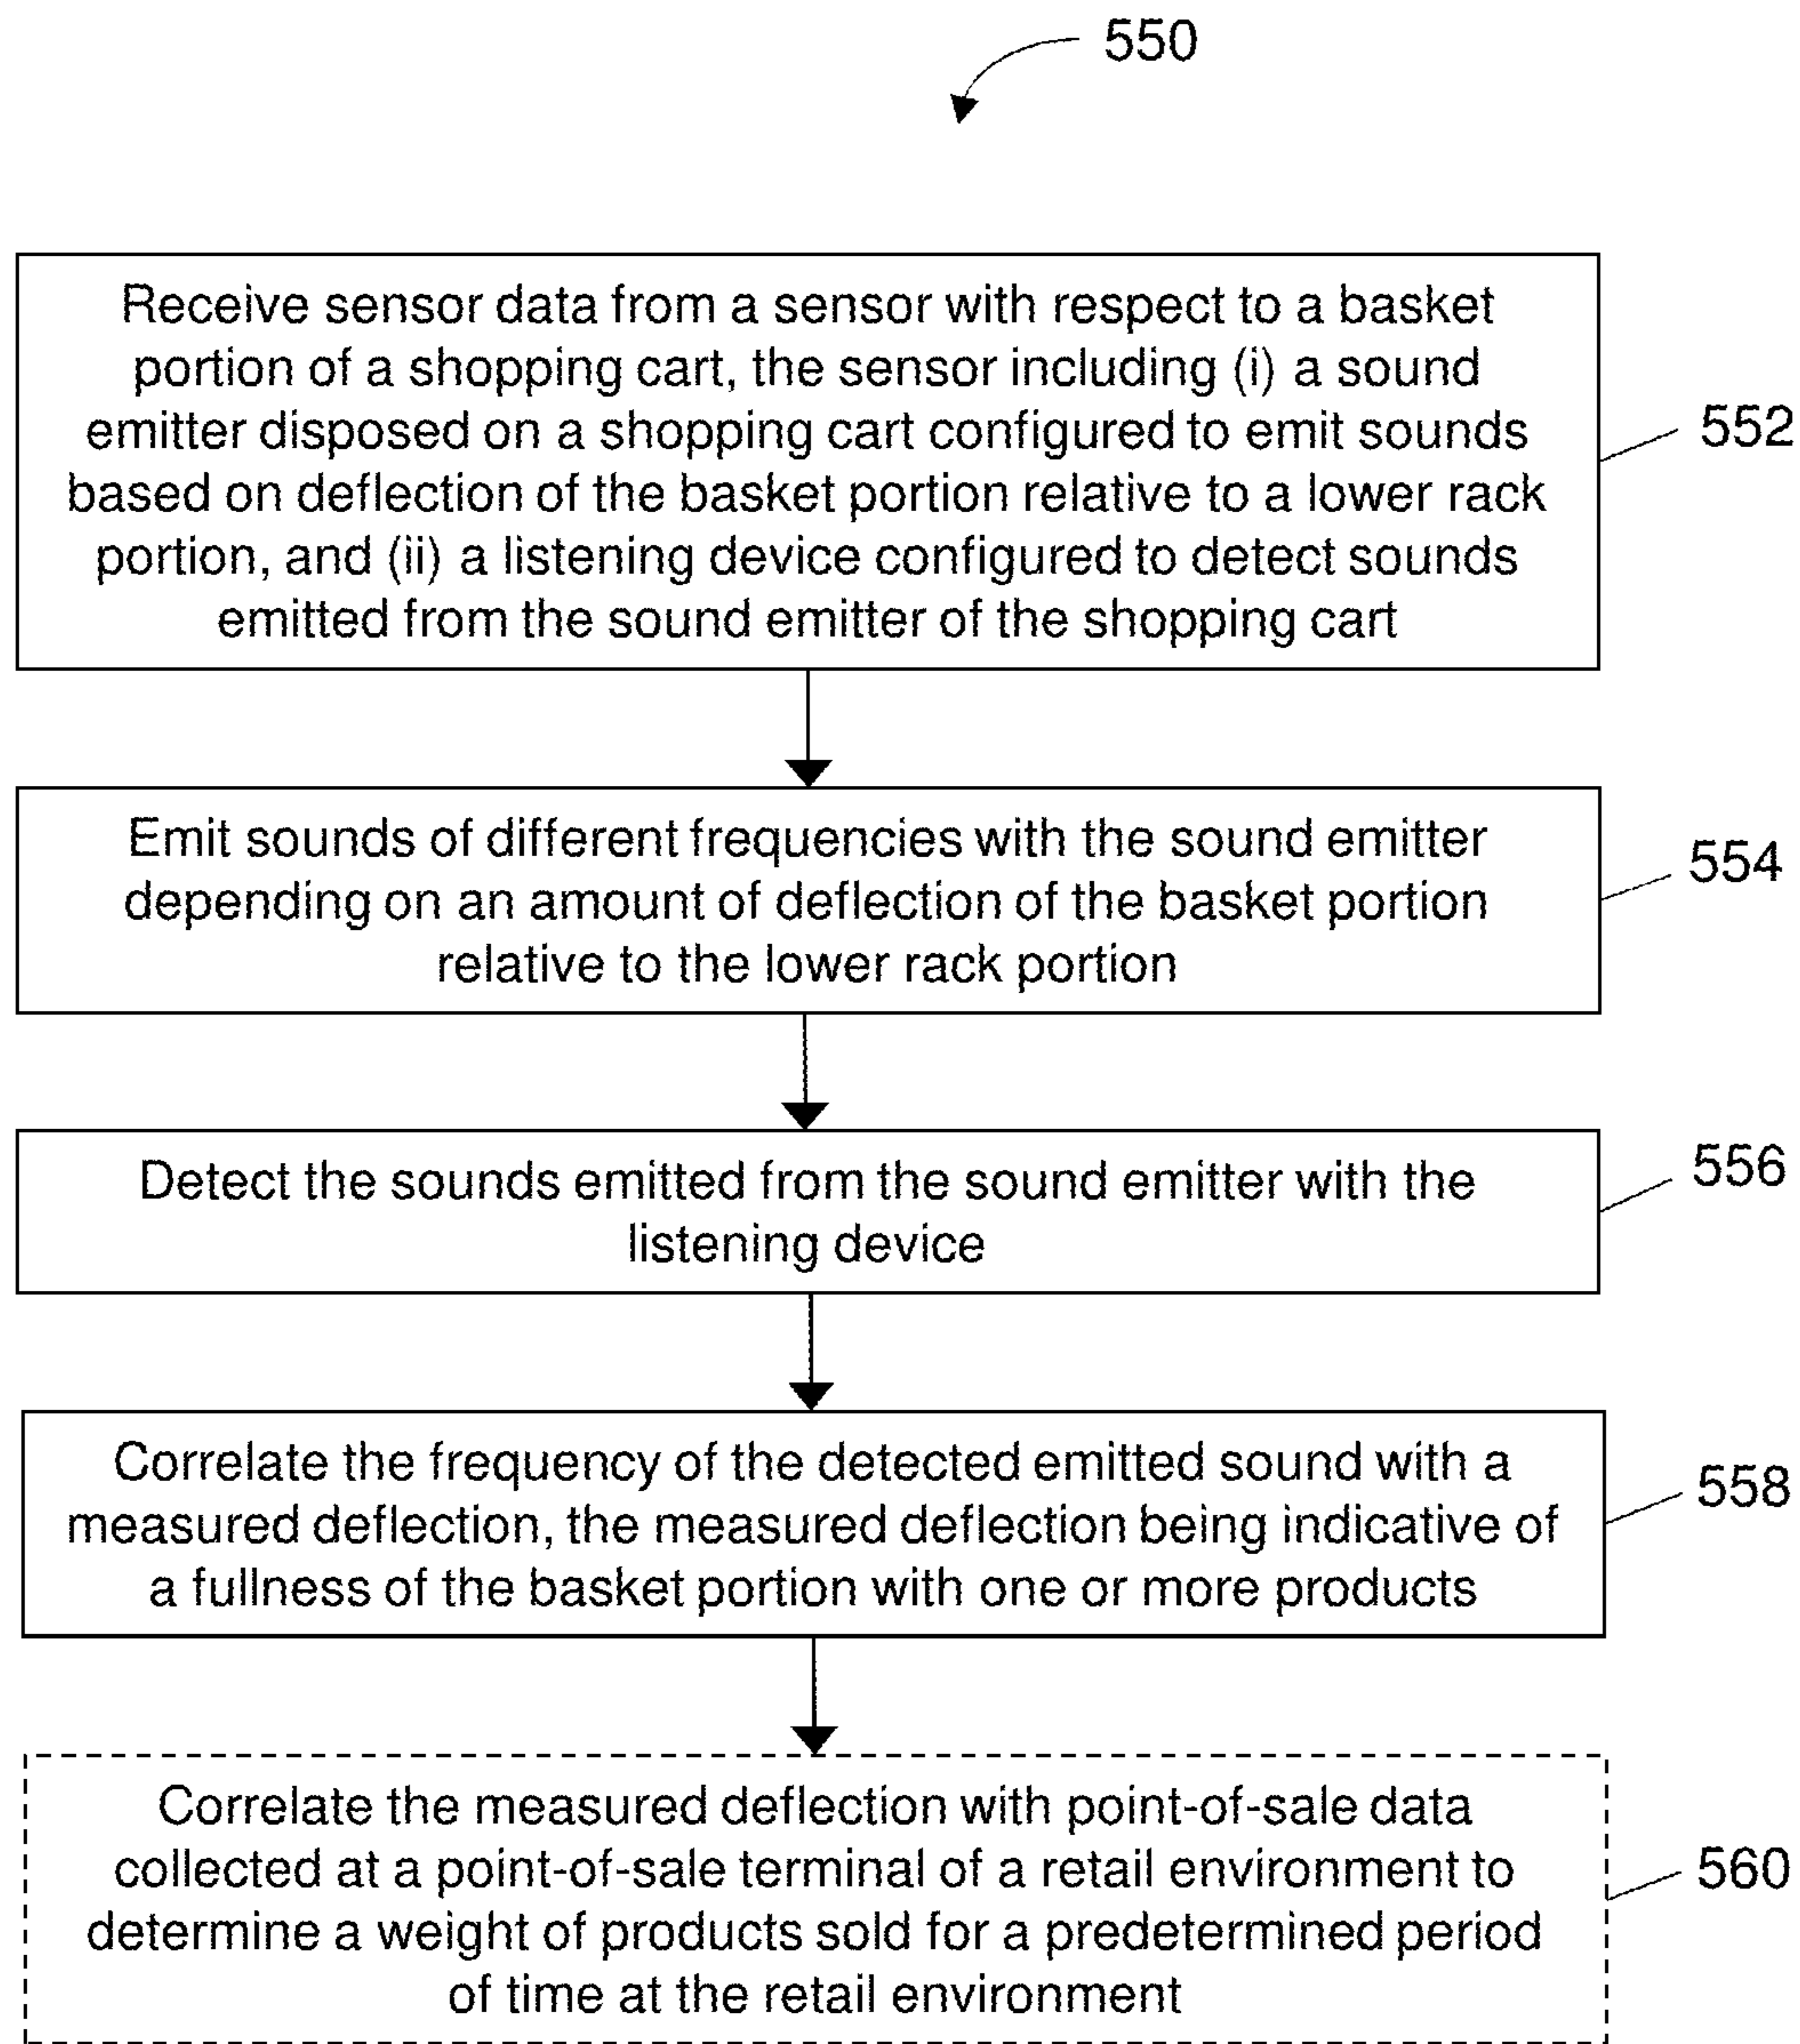 550
Receive sensor data from a sensor with respect to a basket
portion of a shopping cart, the sensor including (i) a sound
emitter disposed on a shopping cart configured to emit sounds
based on deflection of the basket portion relative to a lower rack
portion, and (ii) a listening device configured to detect sounds
emitted from the sound emitter of the shopping cart
552
Emit sounds of different frequencies with the sound emitter
depending on an amount of deflection of the basket portion
relative to the lower rack portion
554
Detect the sounds emitted from the sound emitter with the
listening device
556
Correlate the frequency of the detected emitted sound with a
measured deflection, the measured deflection being indicative of
a fullness of the basket portion with one or more products
558
Correlate the measured deflection with point-of-sale data
collected at a point-of-sale terminal of a retail environment to
determine a weight of products sold for a predetermined period
of time at the retail environment
560